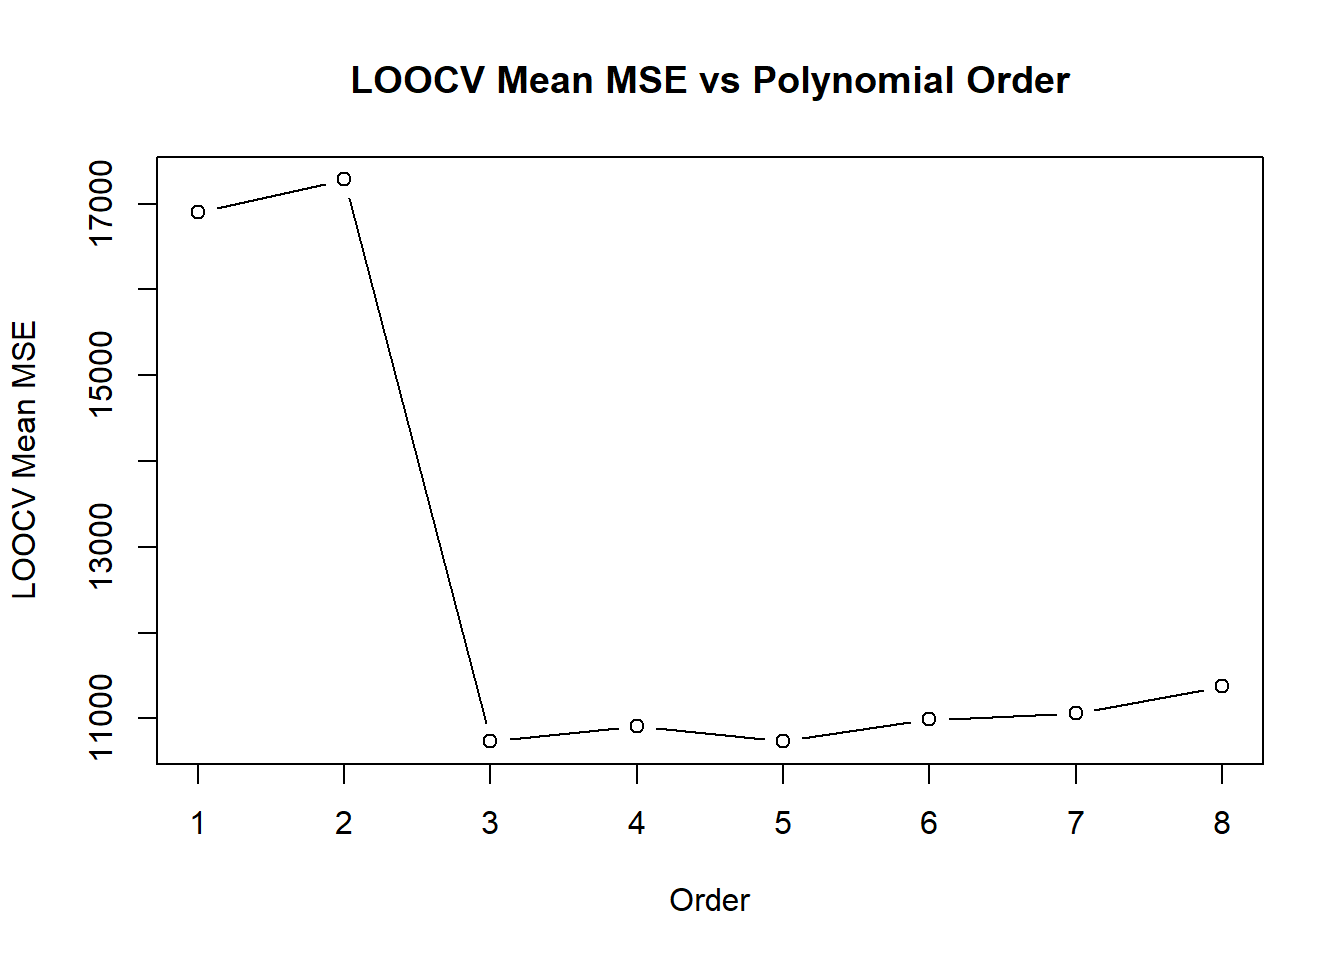 LOOCV Mean MSE vs Polynomial Order
LOOCV Mean MSE
17000
15000
13000
11000
1 2 3 4 5 6 7 8
Order